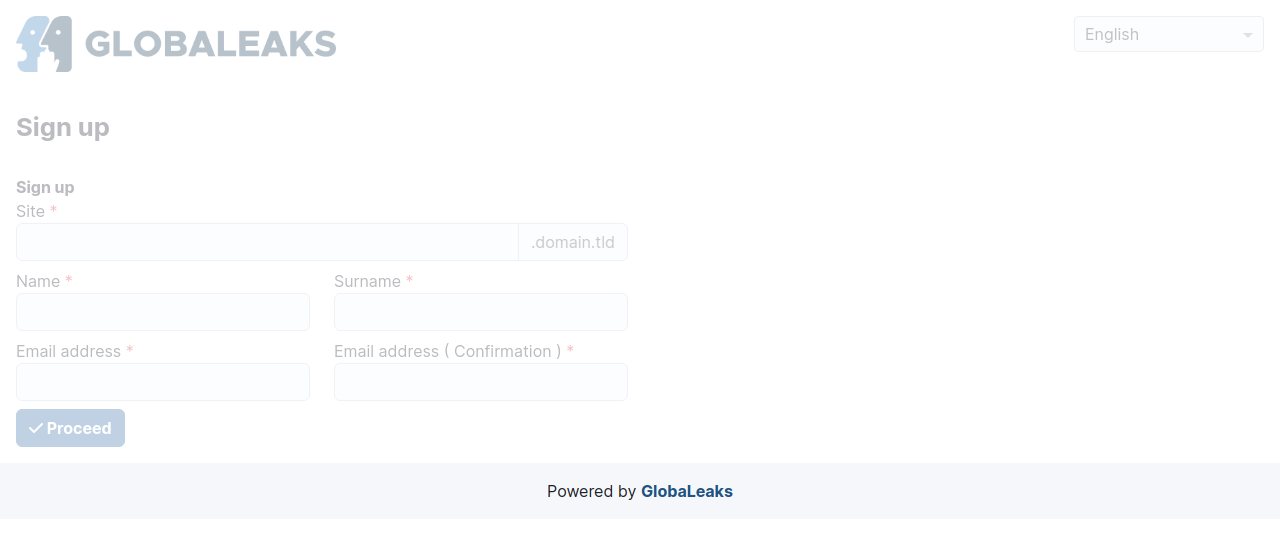 GLOBALEAKS
English
Sign up
Sign up
Site *
.domain.tld
Name *
Surname *
Email address *
Email address ( Confirmation ) *
Proceed
Powered by GlobaLeaks